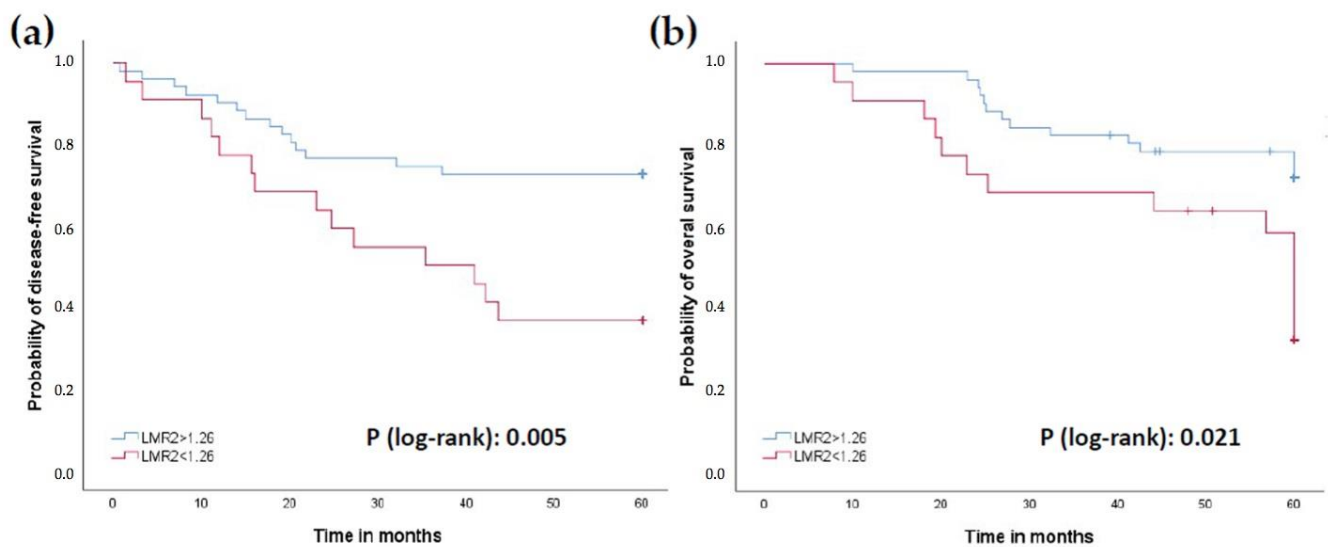 (a)
Probability of disease-free survival
1.0
0.8
0.6
0.4
0.2
0.0
LMR2>1.26
LMR2<1.26
P (log-rank): 0.005
0 10 20 30 40 50 60
Time in months
(b)
Probability of overal survival
1.0
0.8
0.6
0.4
0.2
0.0
LMR2>1.26
LMR2<1.26
P (log-rank): 0.021
0 10 20 30 40 50 60
Time in months